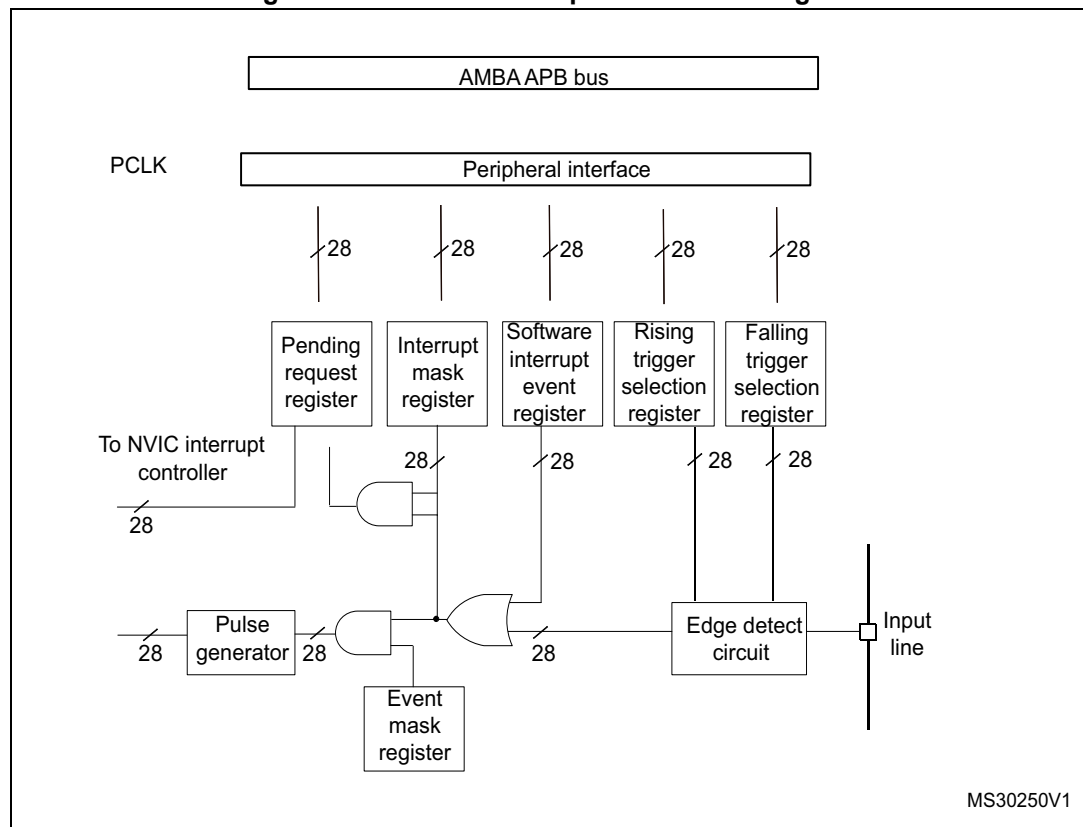 AMBA APB bus
PCLK
Peripheral interface
28
28
28
28
28
Pending
request
register
Interrupt
mask
register
Software
interrupt
event
register
Rising
trigger
selection
register
Falling
trigger
selection
register
To NVIC interrupt
controller
28
28
28
28
28
Pulse
generator
28
28
28
Edge detect
circuit
Input
line
Event
mask
register
MS30250V1